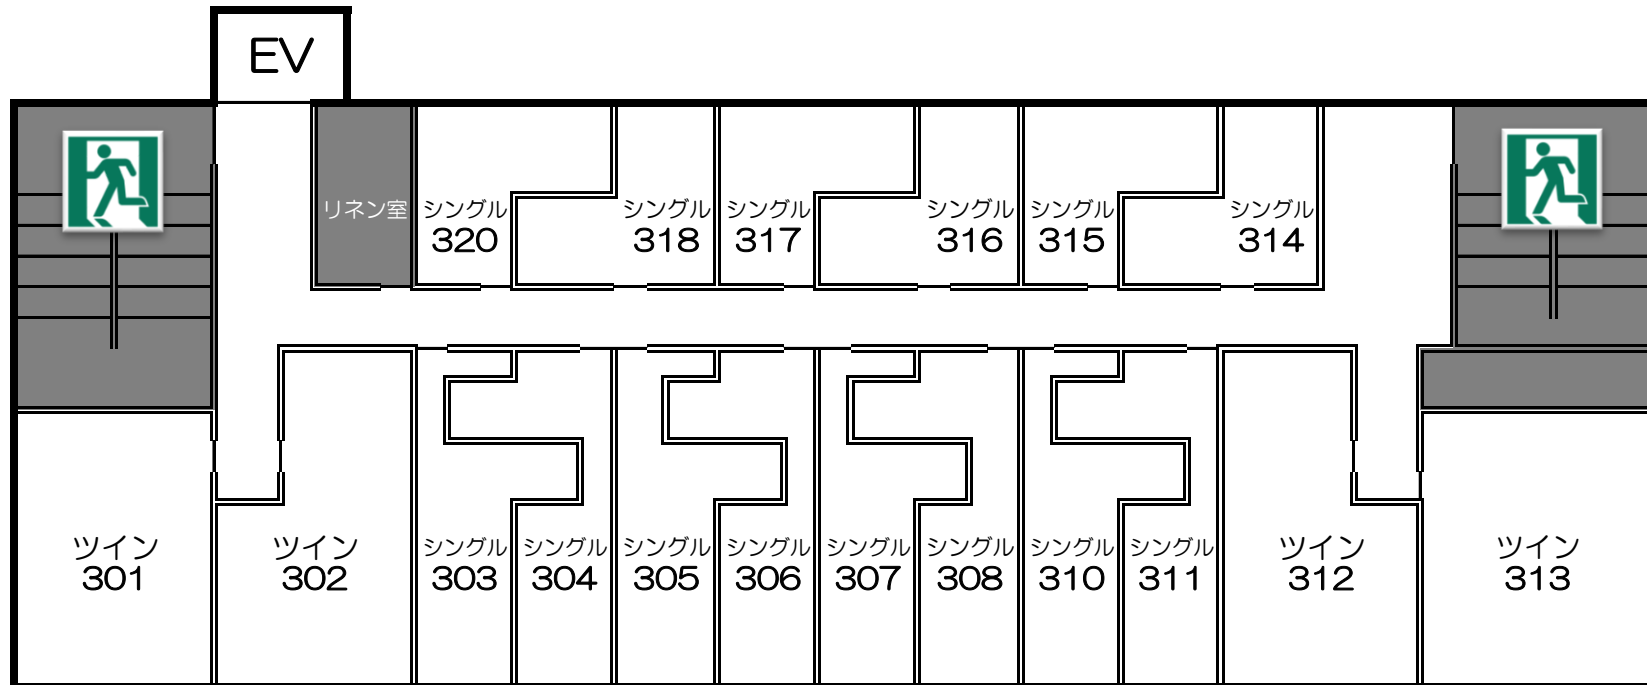 EV
リネン室
シングル
320
シングル
318
シングル
317
シングル
316
シングル
315
シングル
314
ツイン
301
ツイン
302
シングル
303
シングル
304
シングル
305
シングル
306
シングル
307
シングル
308
シングル
310
シングル
311
ツイン
312
ツイン
313